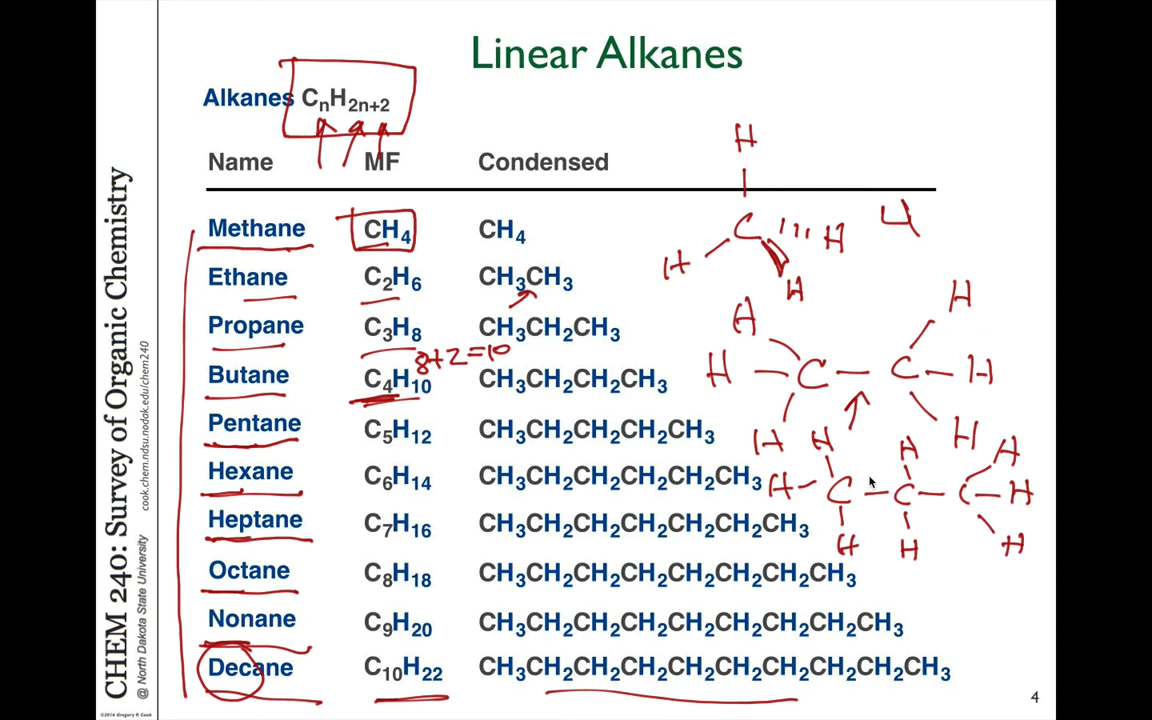 Linear Alkanes
Alkanes CₙH₂ₙ₊₂
Name MF Condensed
Methane CH₄ CH₄
Ethane C₂H₆ CH₃CH₃
Propane C₃H₈ CH₃CH₂CH₃
8+2=10
Butane C₄H₁₀ CH₃CH₂CH₂CH₃
Pentane C₅H₁₂ CH₃CH₂CH₂CH₂CH₃
Hexane C₆H₁₄ CH₃CH₂CH₂CH₂CH₂CH₃
Heptane C₇H₁₆ CH₃CH₂CH₂CH₂CH₂CH₂CH₃
Octane C₈H₁₈ CH₃CH₂CH₂CH₂CH₂CH₂CH₂CH₃
Nonane C₉H₂₀ CH₃CH₂CH₂CH₂CH₂CH₂CH₂CH₂CH₃
Decane C₁₀H₂₂ CH₃CH₂CH₂CH₂CH₂CH₂CH₂CH₂CH₂CH₃
H
C H 4
H
H
H H
H C C H
H H
H H H
H C C C H
H H H
CHEM 240: Survey of Organic Chemistry
@ North Dakota State University cook.chem.ndsu.nodak.edu/chem240
©2016 Gregory R. Cook
4